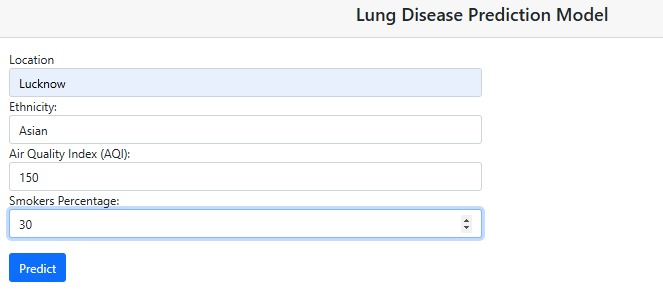 Lung Disease Prediction Model
Location
Lucknow
Ethnicity:
Asian
Air Quality Index (AQI):
150
Smokers Percentage:
30
Predict